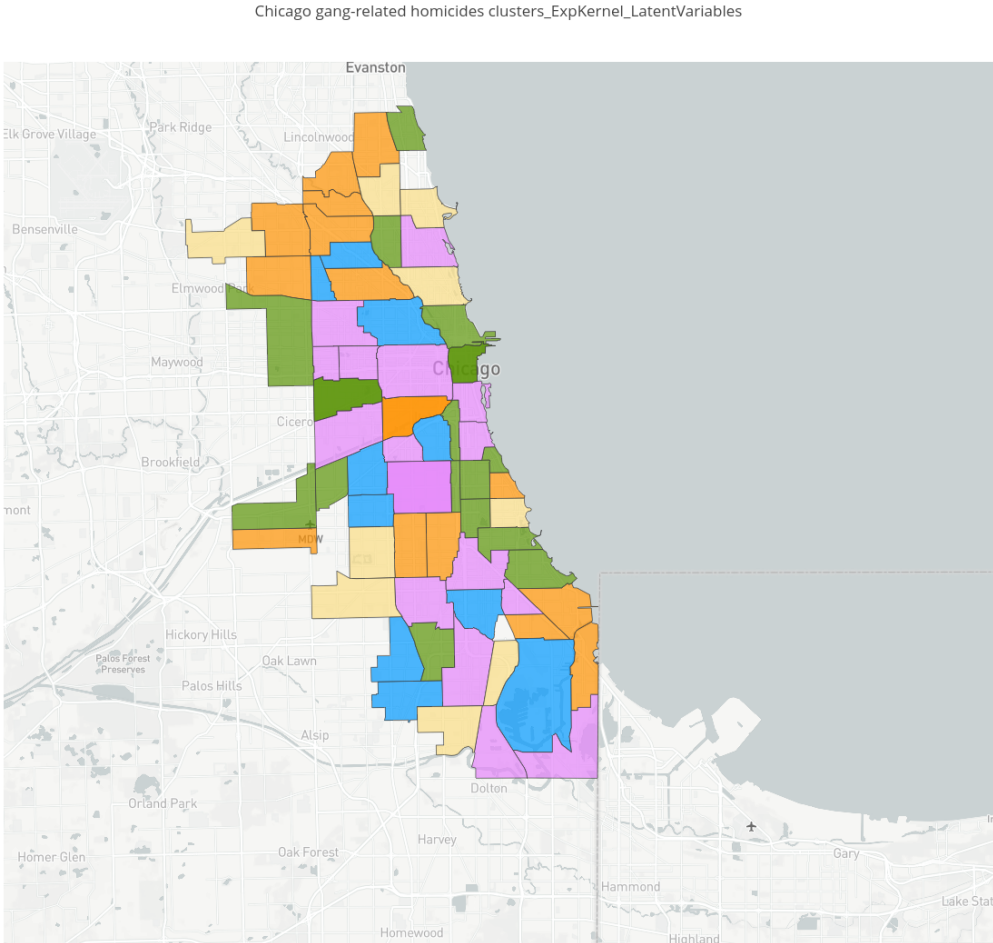 Chicago gang-related homicides clusters_ExpKernel_LatentVariables
Evanston
Elk Grove Village
Park Ridge
Lincolnwood
Bensenville
Elmwood Park
Maywood
Chicago
Cicero
Brookfield
mont
MDW
Hickory Hills
Palos Forest
Preserves
Oak Lawn
Palos Hills
Alsip
Dolton
Orland Park
Harvey
Oak Forest
Homer Glen
Gary
Hammond
Lake Stat
Homewood
Highland